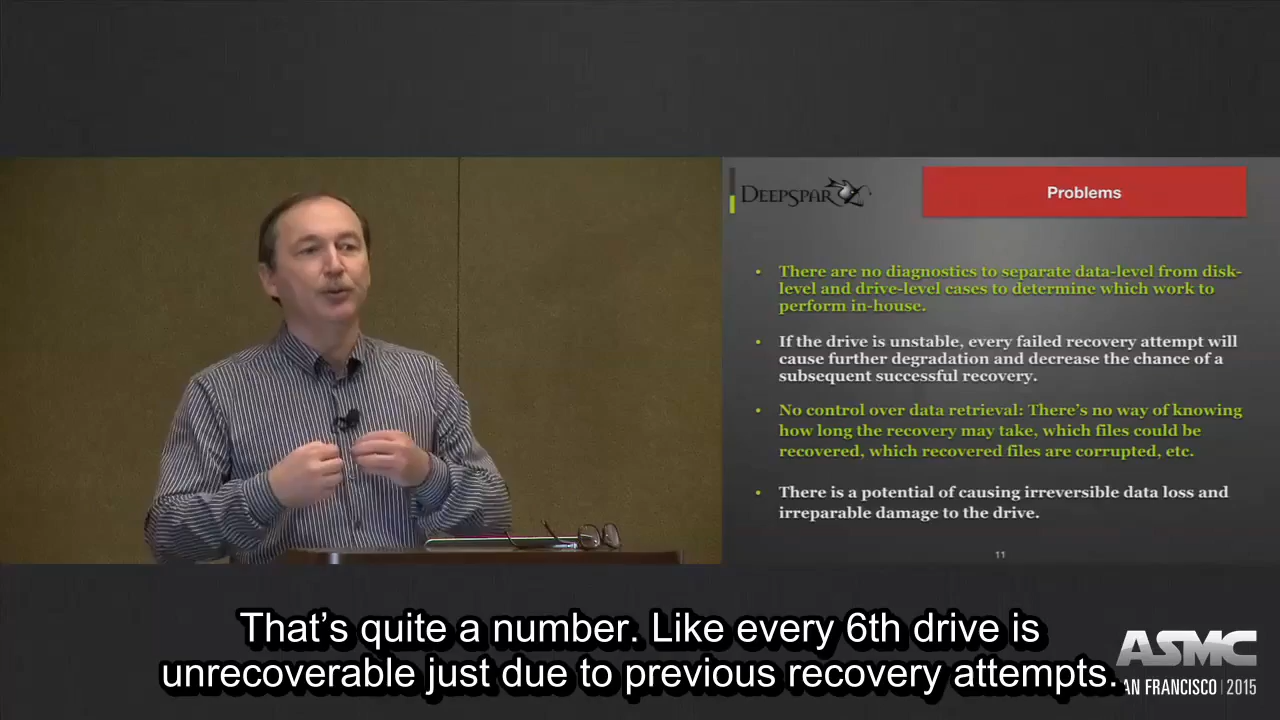 DEEPSPAR
Problems
• There are no diagnostics to separate data-level from disk-
level and drive-level cases to determine which work to
perform in-house.
• If the drive is unstable, every failed recovery attempt will
cause further degradation and decrease the chance of a
subsequent successful recovery.
• No control over data retrieval: There's no way of knowing
how long the recovery may take, which files could be
recovered, which recovered files are corrupted, etc.
• There is a potential of causing irreversible data loss and
irreparable damage to the drive.
11
That's quite a number. Like every 6th drive is
unrecoverable just due to previous recovery attempts.
ASMC
AN FRANCISCO | 2015